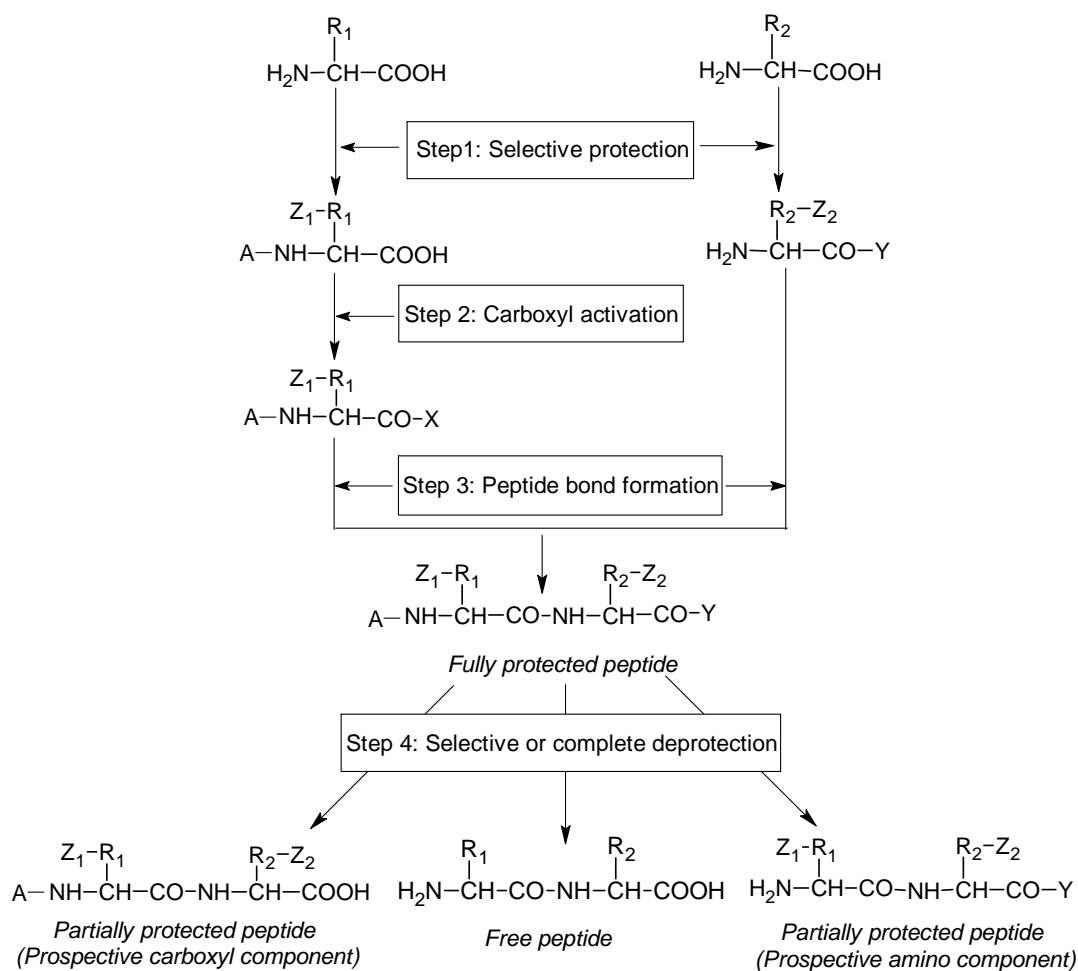 R1 R2
H2N—CH—COOH H2N—CH—COOH
Step1: Selective protection
Z1-R1 R2-Z2
A—NH—CH—COOH H2N—CH—CO-Y
Step 2: Carboxyl activation
Z1-R1
A—NH—CH—CO-X
Step 3: Peptide bond formation
Z1-R1 R2-Z2
A—NH—CH—CO-NH—CH—CO-Y
Fully protected peptide
Step 4: Selective or complete deprotection
Z1-R1 R2-Z2 R1 R2 Z1-R1 R2-Z2
A—NH—CH—CO-NH—CH—COOH H2N—CH—CO-NH—CH—COOH H2N—CH—CO-NH—CH—CO-Y
Partially protected peptide Free peptide Partially protected peptide
(Prospective carboxyl component) (Prospective amino component)